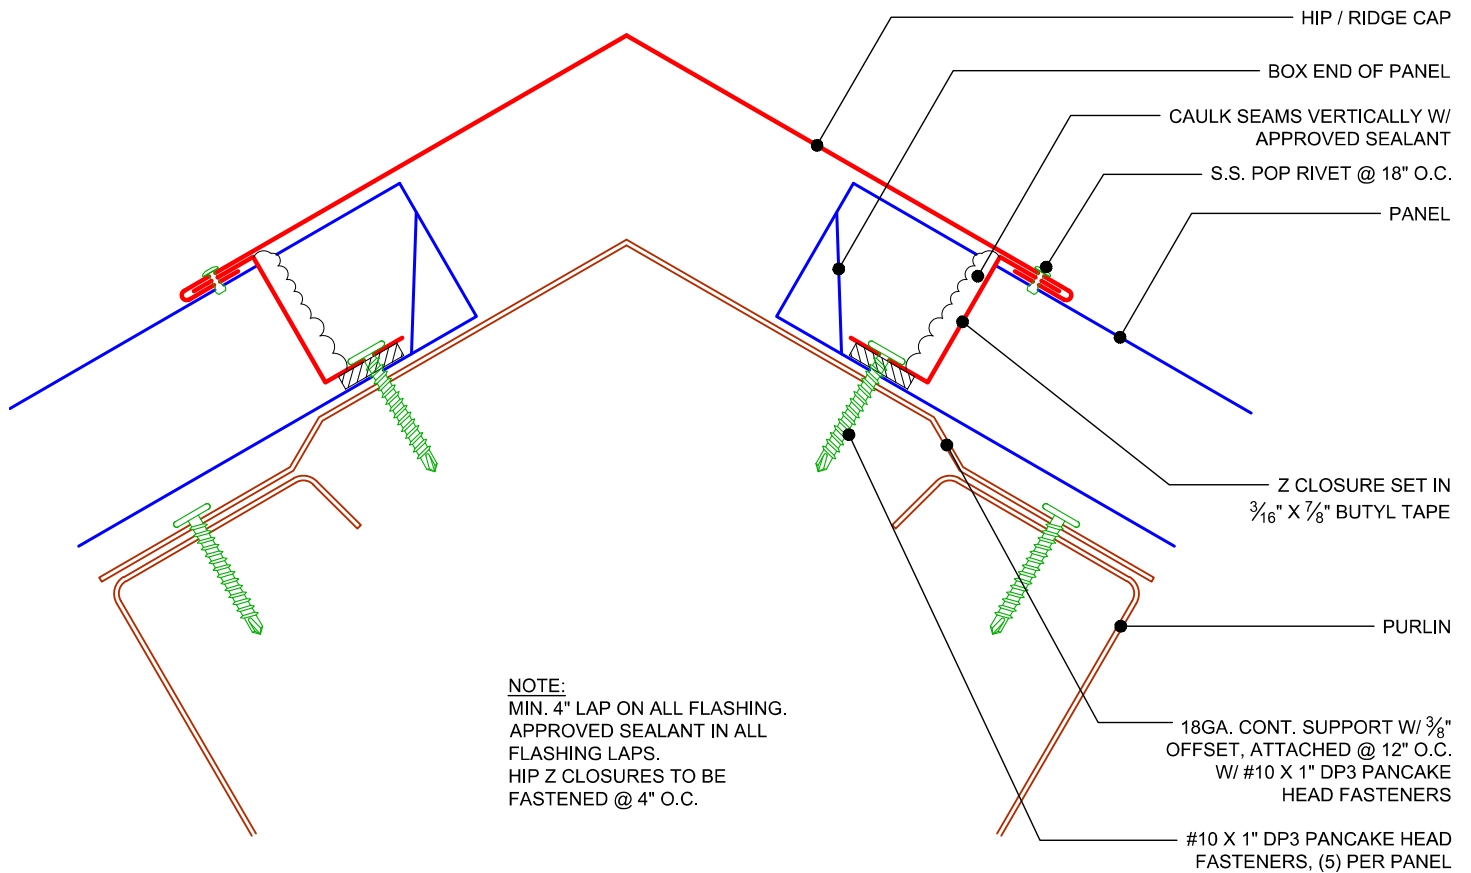 HIP / RIDGE CAP
BOX END OF PANEL
CAULK SEAMS VERTICALLY W/
APPROVED SEALANT
S.S. POP RIVET @ 18" O.C.
PANEL
Z CLOSURE SET IN
3/16" X 7/8" BUTYL TAPE
PURLIN
NOTE:
MIN. 4" LAP ON ALL FLASHING.
APPROVED SEALANT IN ALL
FLASHING LAPS.
HIP Z CLOSURES TO BE
FASTENED @ 4" O.C.
18GA. CONT. SUPPORT W/ 3/8"
OFFSET, ATTACHED @ 12" O.C.
W/ #10 X 1" DP3 PANCAKE
HEAD FASTENERS
#10 X 1" DP3 PANCAKE HEAD
FASTENERS, (5) PER PANEL